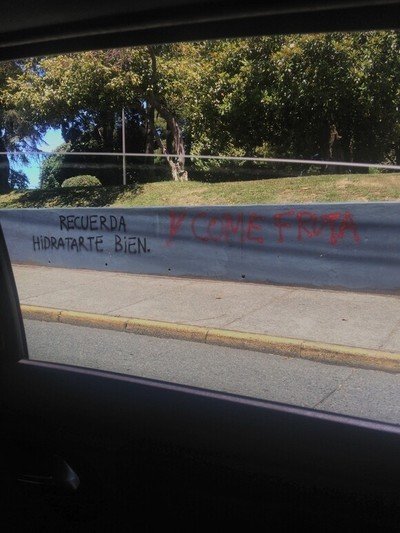 RECUERDA
HIDRATARTE BIEN.
Y COME FRUTA